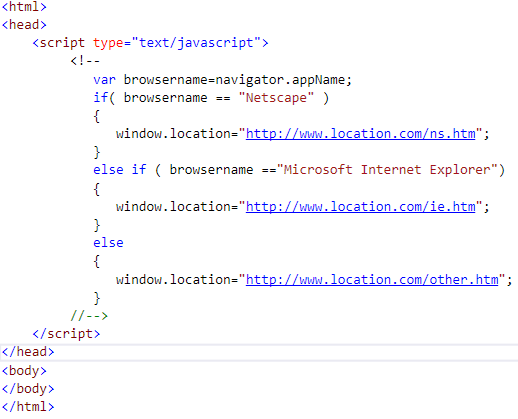 <html>
<head>
<script type="text/javascript">
<!--
var browsername=navigator.appName;
if( browsername == "Netscape" )
{
window.location="http://www.location.com/ns.htm";
}
else if ( browsername =="Microsoft Internet Explorer")
{
window.location="http://www.location.com/ie.htm";
}
else
{
window.location="http://www.location.com/other.htm";
}
//-->
</script>
</head>
<body>
</body>
</html>